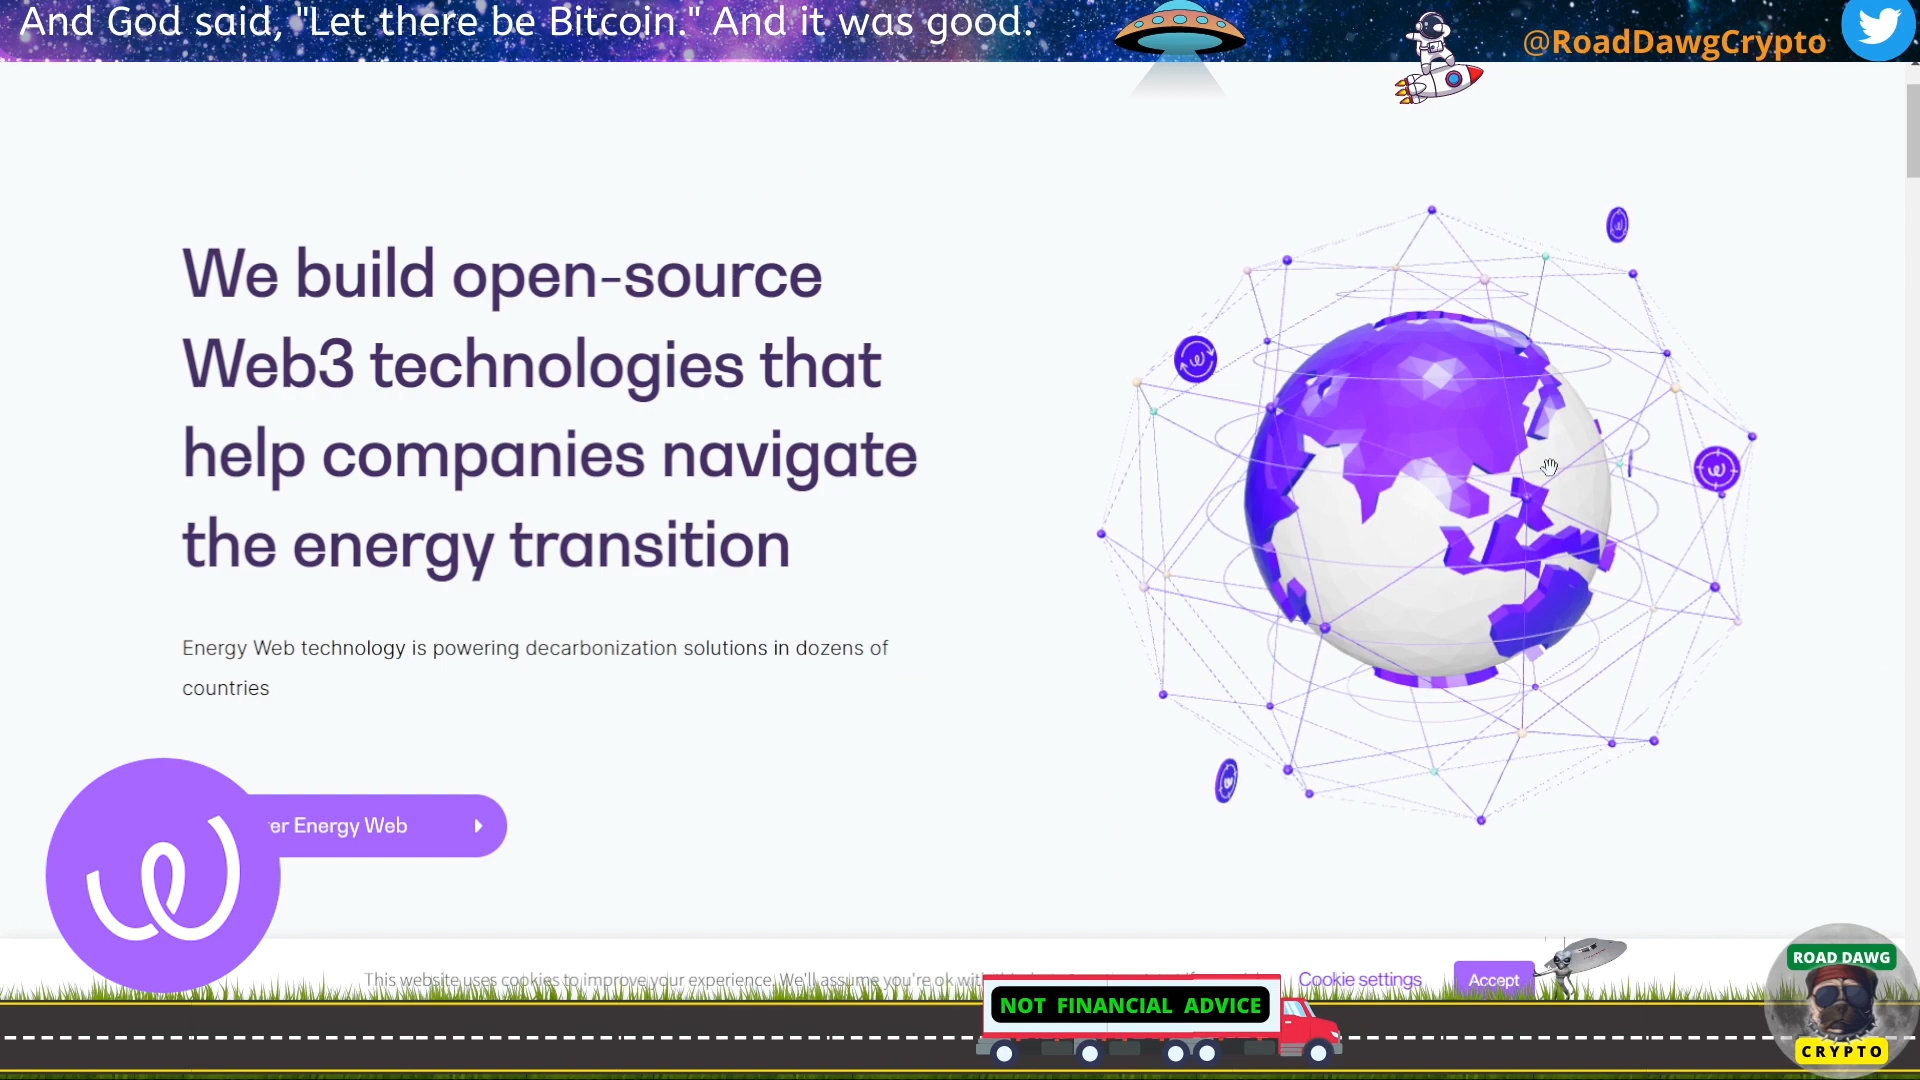 And God said, "Let there be Bitcoin." And it was good.
@RoadDawgCrypto
We build open-source
Web3 technologies that
help companies navigate
the energy transition
Energy Web technology is powering decarbonization solutions in dozens of
countries
er Energy Web
This website uses cookies to improve your experience. We'll assume you're ok with
Cookie settings
Accept
NOT FINANCIAL ADVICE
ROAD DAWG
CRYPTO